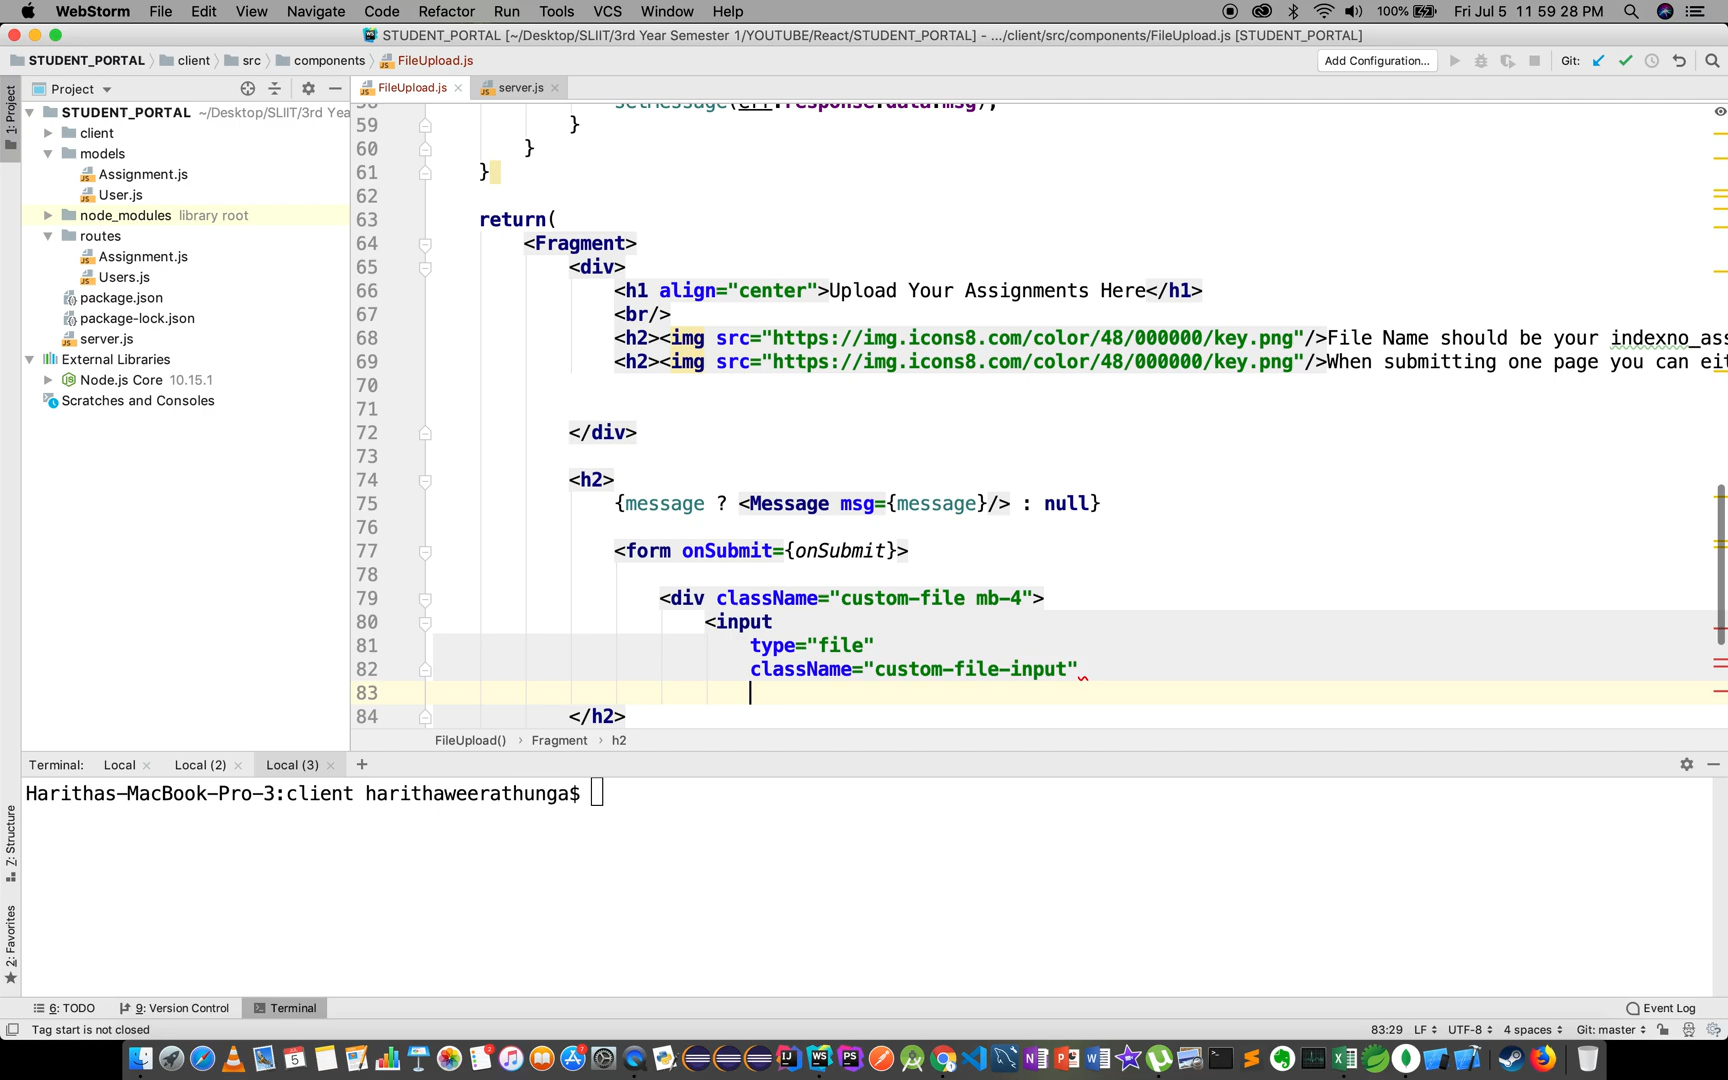 WebStorm File Edit View Navigate Code Refactor Run Tools VCS Window Help 100% Fri Jul 5 11 59 28 PM
STUDENT_PORTAL [~/Desktop/SLIIT/3rd Year Semester 1/YOUTUBE/React/STUDENT_PORTAL] - .../client/src/components/FileUpload.js [STUDENT_PORTAL]
STUDENT_PORTAL client src components FileUpload.js Add Configuration... Git:
Project FileUpload.js server.js
1: Project
STUDENT_PORTAL ~/Desktop/SLIIT/3rd Yea
client
models
Assignment.js
User.js
node_modules library root
routes
Assignment.js
Users.js
package.json
package-lock.json
server.js
External Libraries
Node.js Core 10.15.1
Scratches and Consoles
58 setMessage(err.response.data.msg);
59 }
60 }
61 }
62
63 return(
64 <Fragment>
65 <div>
66 <h1 align="center">Upload Your Assignments Here</h1>
67 <br/>
68 <h2><img src="https://img.icons8.com/color/48/000000/key.png"/>File Name should be your indexno_ass
69 <h2><img src="https://img.icons8.com/color/48/000000/key.png"/>When submitting one page you can eit
70
71
72 </div>
73
74 <h2>
75 {message ? <Message msg={message}/> : null}
76
77 <form onSubmit={onSubmit}>
78
79 <div className="custom-file mb-4">
80 <input
81 type="file"
82 className="custom-file-input"
83
84 </h2>
FileUpload() › Fragment › h2
Terminal: Local Local (2) Local (3)
Harithas-MacBook-Pro-3:client harithaweerathunga$
Z: Structure
2: Favorites
6: TODO 9: Version Control Terminal Event Log
Tag start is not closed 83:29 LF UTF-8 4 spaces Git: master